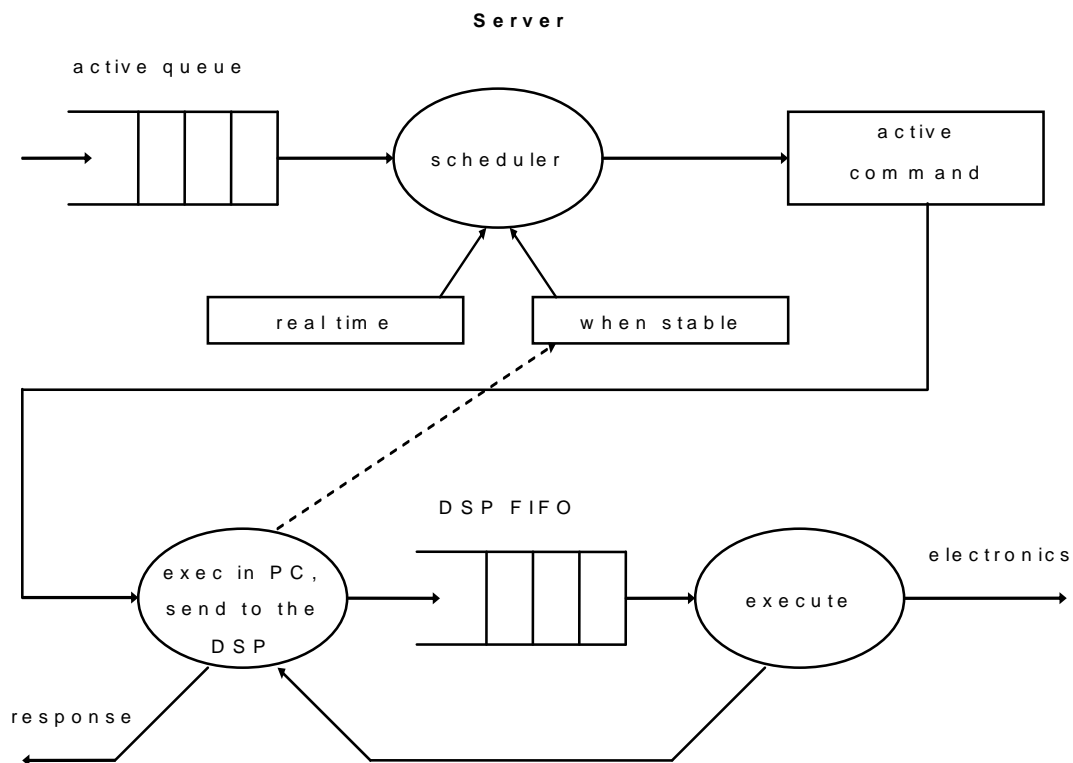 Server
active queue
scheduler
active
command
real time
when stable
DSP FIFO
electronics
exec in PC,
send to the
DSP
execute
response